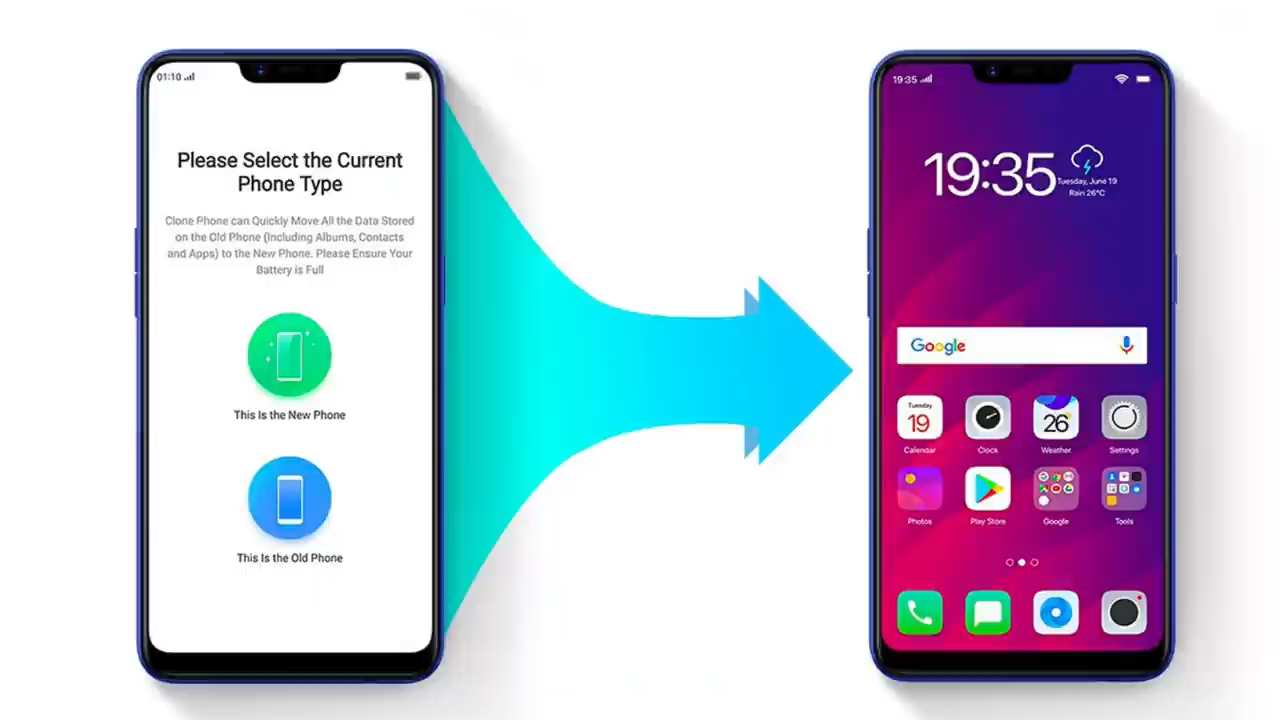 01:10
Please Select the Current
Phone Type
Clone Phone can Quickly Move All the Data Stored
on the Old Phone (Including Albums, Contacts
and Apps) to the New Phone. Please Ensure Your
Battery is Full
This Is the New Phone
This Is the Old Phone
19:35
19:35
Tuesday, June 19
Rain 26°C
Google
Tuesday
19
26
Calendar
Clock
Weather
Settings
Photos
Play Store
Google
Tools